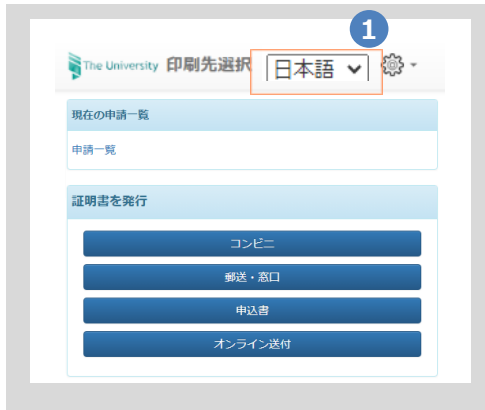 1
The University 印刷先選択 日本語
現在の申請一覧
申請一覧
証明書を発行
コンビニ
郵送・窓口
申込書
オンライン送付